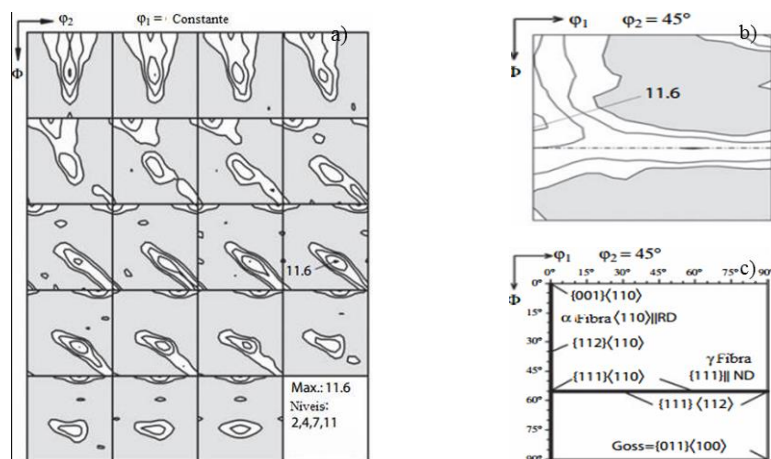 φ₂ φ₁ = Constante
a)
Φ
11.6
Max.: 11.6
Níveis:
2,4,7,11
φ₁ φ₂ = 45°
b)
Φ
11.6
φ₁ φ₂ = 45°
c)
Φ
0° 15° 30° 45° 60° 75° 90°
0°
15°
30°
45°
60°
75°
90°
{001}⟨110⟩
α Fibra⟨110⟩||RD
{112}⟨110⟩
γ Fibra
{111}|| ND
{111}⟨110⟩
{111}⟨112⟩
Goss={011}⟨100⟩